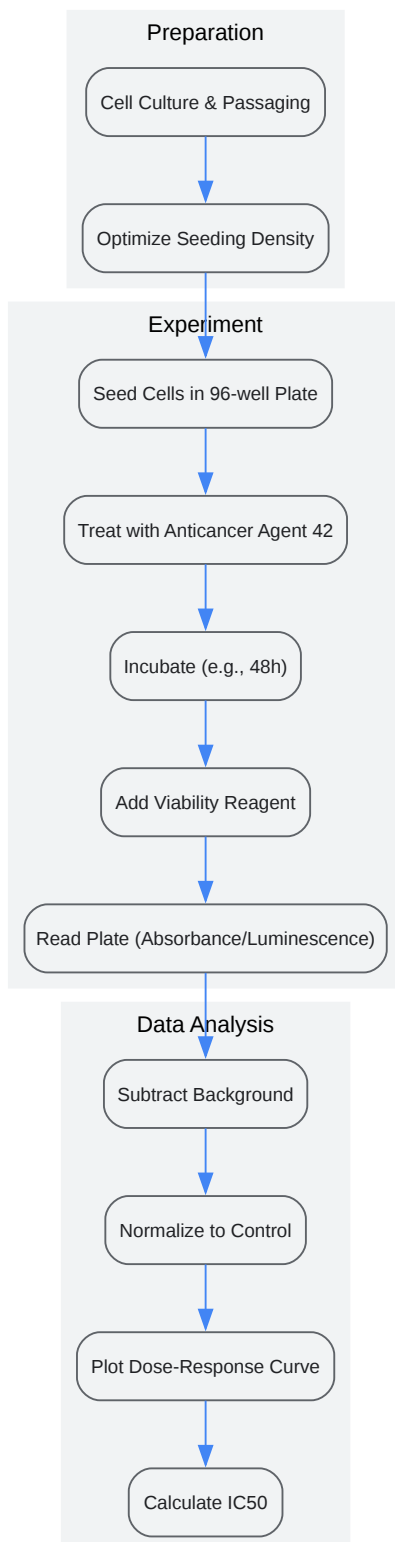 Preparation
Cell Culture & Passaging
Optimize Seeding Density
Experiment
Seed Cells in 96-well Plate
Treat with Anticancer Agent 42
Incubate (e.g., 48h)
Add Viability Reagent
Read Plate (Absorbance/Luminescence)
Data Analysis
Subtract Background
Normalize to Control
Plot Dose-Response Curve
Calculate IC50